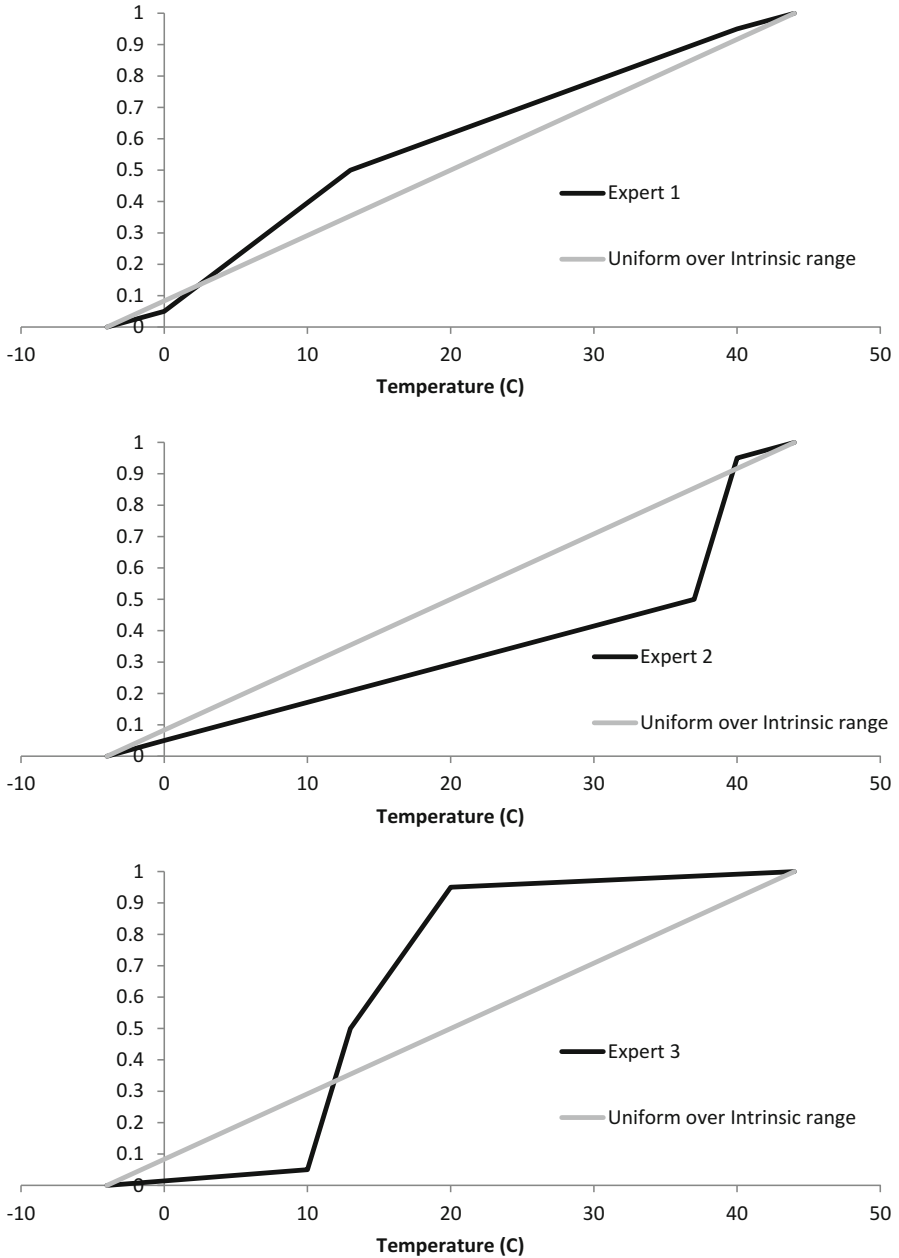 1
0.9
0.8
0.7
0.6
0.5
0.4
0.3
0.2
0.1
0
Expert 1
Uniform over Intrinsic range
-10 0 10 20 30 40 50
Temperature (C)
1
0.9
0.8
0.7
0.6
0.5
0.4
0.3
0.2
0.1
0
Expert 2
Uniform over Intrinsic range
-10 0 10 20 30 40 50
Temperature (C)
1
0.9
0.8
0.7
0.6
0.5
0.4
0.3
0.2
0.1
0
Expert 3
Uniform over Intrinsic range
-10 0 10 20 30 40 50
Temperature (C)